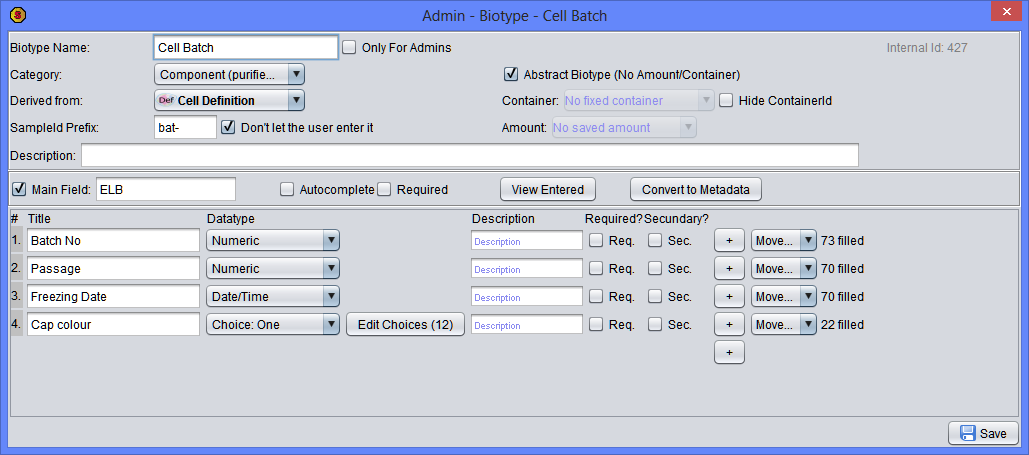 Admin - Biotype - Cell Batch
Biotype Name: Cell Batch Only For Admins Internal Id: 427
Category: Component (purifie... Abstract Biotype (No Amount/Container)
Derived from: Def Cell Definition Container: No fixed container Hide ContainerId
SampleId Prefix: bat- Don't let the user enter it Amount: No saved amount
Description:
Main Field: ELB Autocomplete Required View Entered Convert to Metadata
# Title Datatype Description Required? Secundary?
1. Batch No Numeric Description Req. Sec. + Move... 73 filled
2. Passage Numeric Description Req. Sec. + Move... 70 filled
3. Freezing Date Date/Time Description Req. Sec. + Move... 70 filled
4. Cap colour Choice: One Edit Choices (12) Description Req. Sec. + Move... 22 filled
+
Save